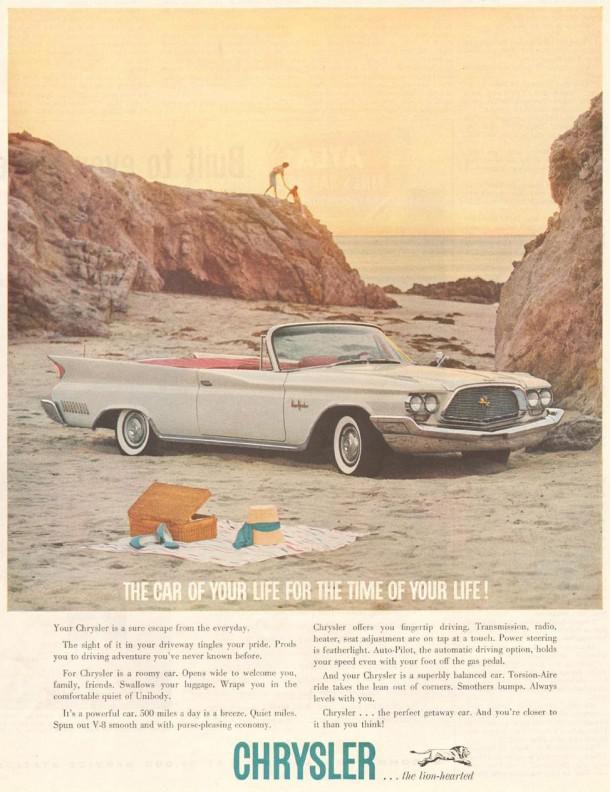 THE CAR OF YOUR LIFE FOR THE TIME OF YOUR LIFE!
Your Chrysler is a sure escape from the everyday.
The sight of it in your driveway tingles your pride. Prods
you to driving adventure you've never known before.
For Chrysler is a roomy car. Opens wide to welcome you,
family, friends. Swallows your luggage. Wraps you in the
comfortable quiet of Unibody.
It's a powerful car. 500 miles a day is a breeze. Quiet miles.
Spun out V-8 smooth and with purse-pleasing economy.
Chrysler offers you fingertip driving. Transmission, radio,
heater, seat adjustment are on tap at a touch. Power steering
is featherlight. Auto-Pilot, the automatic driving option, holds
your speed even with your foot off the gas pedal.
And your Chrysler is a superbly balanced car. Torsion-Aire
ride takes the lean out of corners. Smothers bumps. Always
levels with you.
Chrysler . . . the perfect getaway car. And you're closer to
it than you think!
CHRYSLER
. . . the lion-hearted